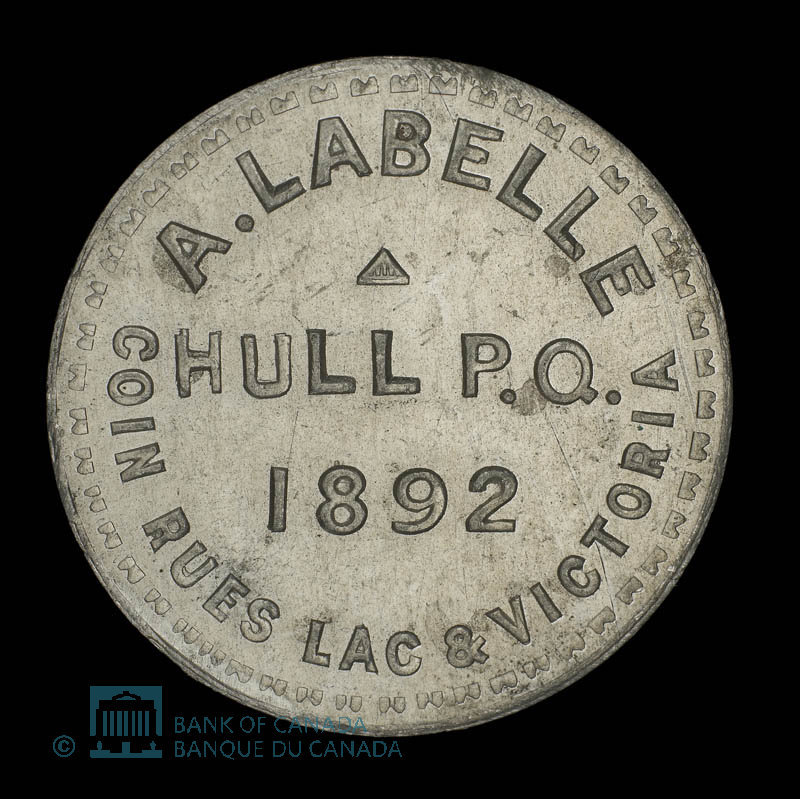 A. LABELLE
HULL P.Q.
1892
COIN RUES LAC & VICTORIA
© BANK OF CANADA
BANQUE DU CANADA